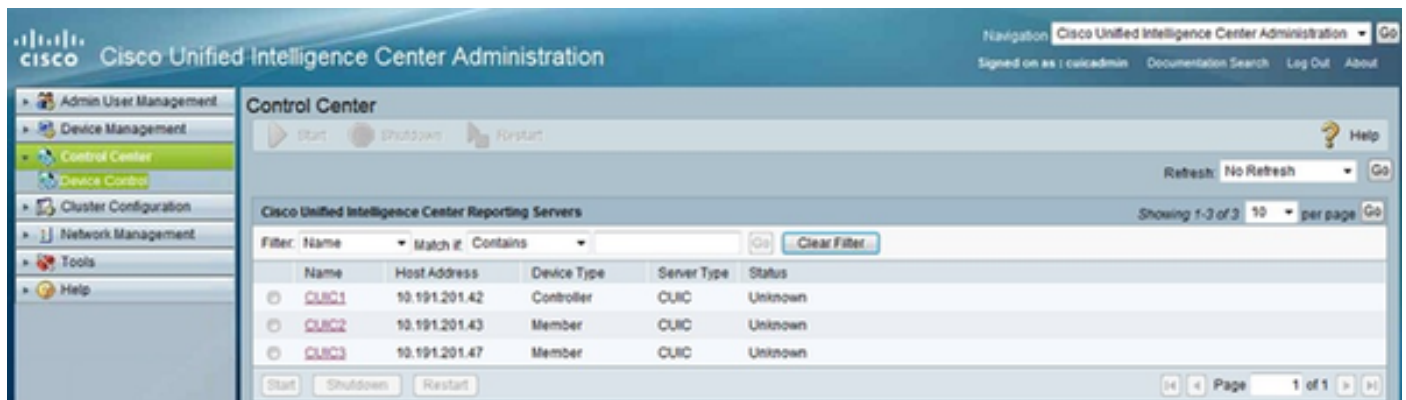 Navigation Cisco Unified Intelligence Center Administration Go
CISCO Cisco Unified Intelligence Center Administration
Signed on as : cuicadmin Documentation Search Log Out About
Admin User Management
Device Management
Control Center
Device Control
Cluster Configuration
Network Management
Tools
Help
Control Center
Start Shutdown Restart Help
Refresh: No Refresh Go
Cisco Unified Intelligence Center Reporting Servers Showing 1-3 of 3 10 per page Go
Filter: Name Match if: Contains Go Clear Filter
Name Host Address Device Type Server Type Status
CUIC1 10.191.201.42 Controller CUIC Unknown
CUIC2 10.191.201.43 Member CUIC Unknown
CUIC3 10.191.201.47 Member CUIC Unknown
Start Shutdown Restart Page 1 of 1